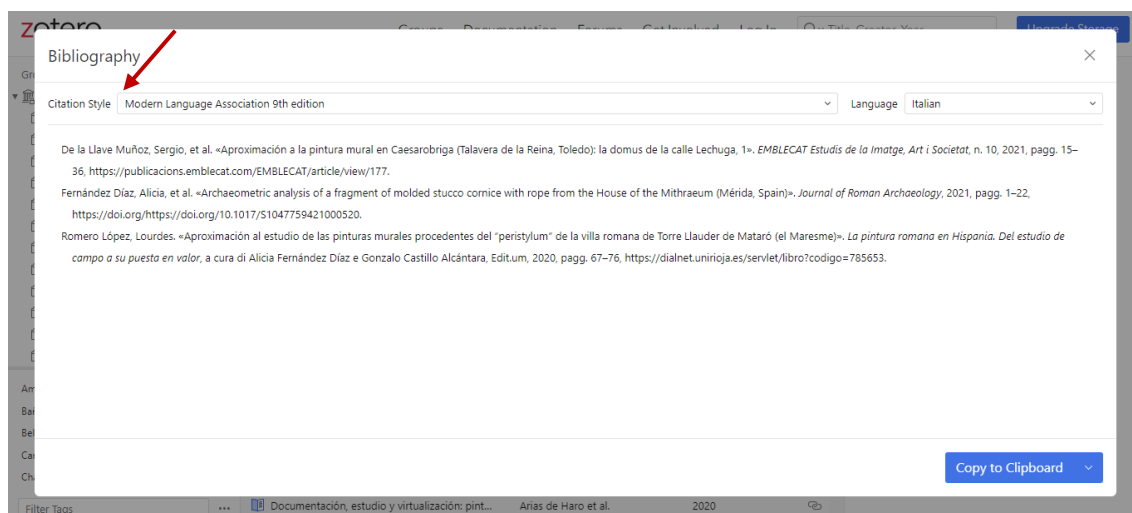 zotero
Groups Documentation Forums Get Involved Log In Title, Creator, Year Upgrade Storage
Bibliography
Citation Style Modern Language Association 9th edition Language Italian
De la Llave Muñoz, Sergio, et al. «Aproximación a la pintura mural en Caesarobriga (Talavera de la Reina, Toledo): la domus de la calle Lechuga, 1». EMBLECAT Estudis de la Imatge, Art i Societat, n. 10, 2021, pagg. 15–
36, https://publicacions.emblecat.com/EMBLECAT/article/view/177.
Fernández Díaz, Alicia, et al. «Archaeometric analysis of a fragment of molded stucco cornice with rope from the House of the Mithraeum (Mérida, Spain)». Journal of Roman Archaeology, 2021, pagg. 1–22,
https://doi.org/https://doi.org/10.1017/S1047759421000520.
Romero López, Lourdes. «Aproximación al estudio de las pinturas murales procedentes del "peristylum" de la villa romana de Torre Llauder de Mataró (el Maresme)». La pintura romana en Hispania. Del estudio de
campo a su puesta en valor, a cura di Alicia Fernández Díaz e Gonzalo Castillo Alcántara, Edit.um, 2020, pagg. 67–76, https://dialnet.unirioja.es/servlet/libro?codigo=785653.
Copy to Clipboard
Filter Tags ... Documentación, estudio y virtualización: pint... Arias de Haro et al. 2020